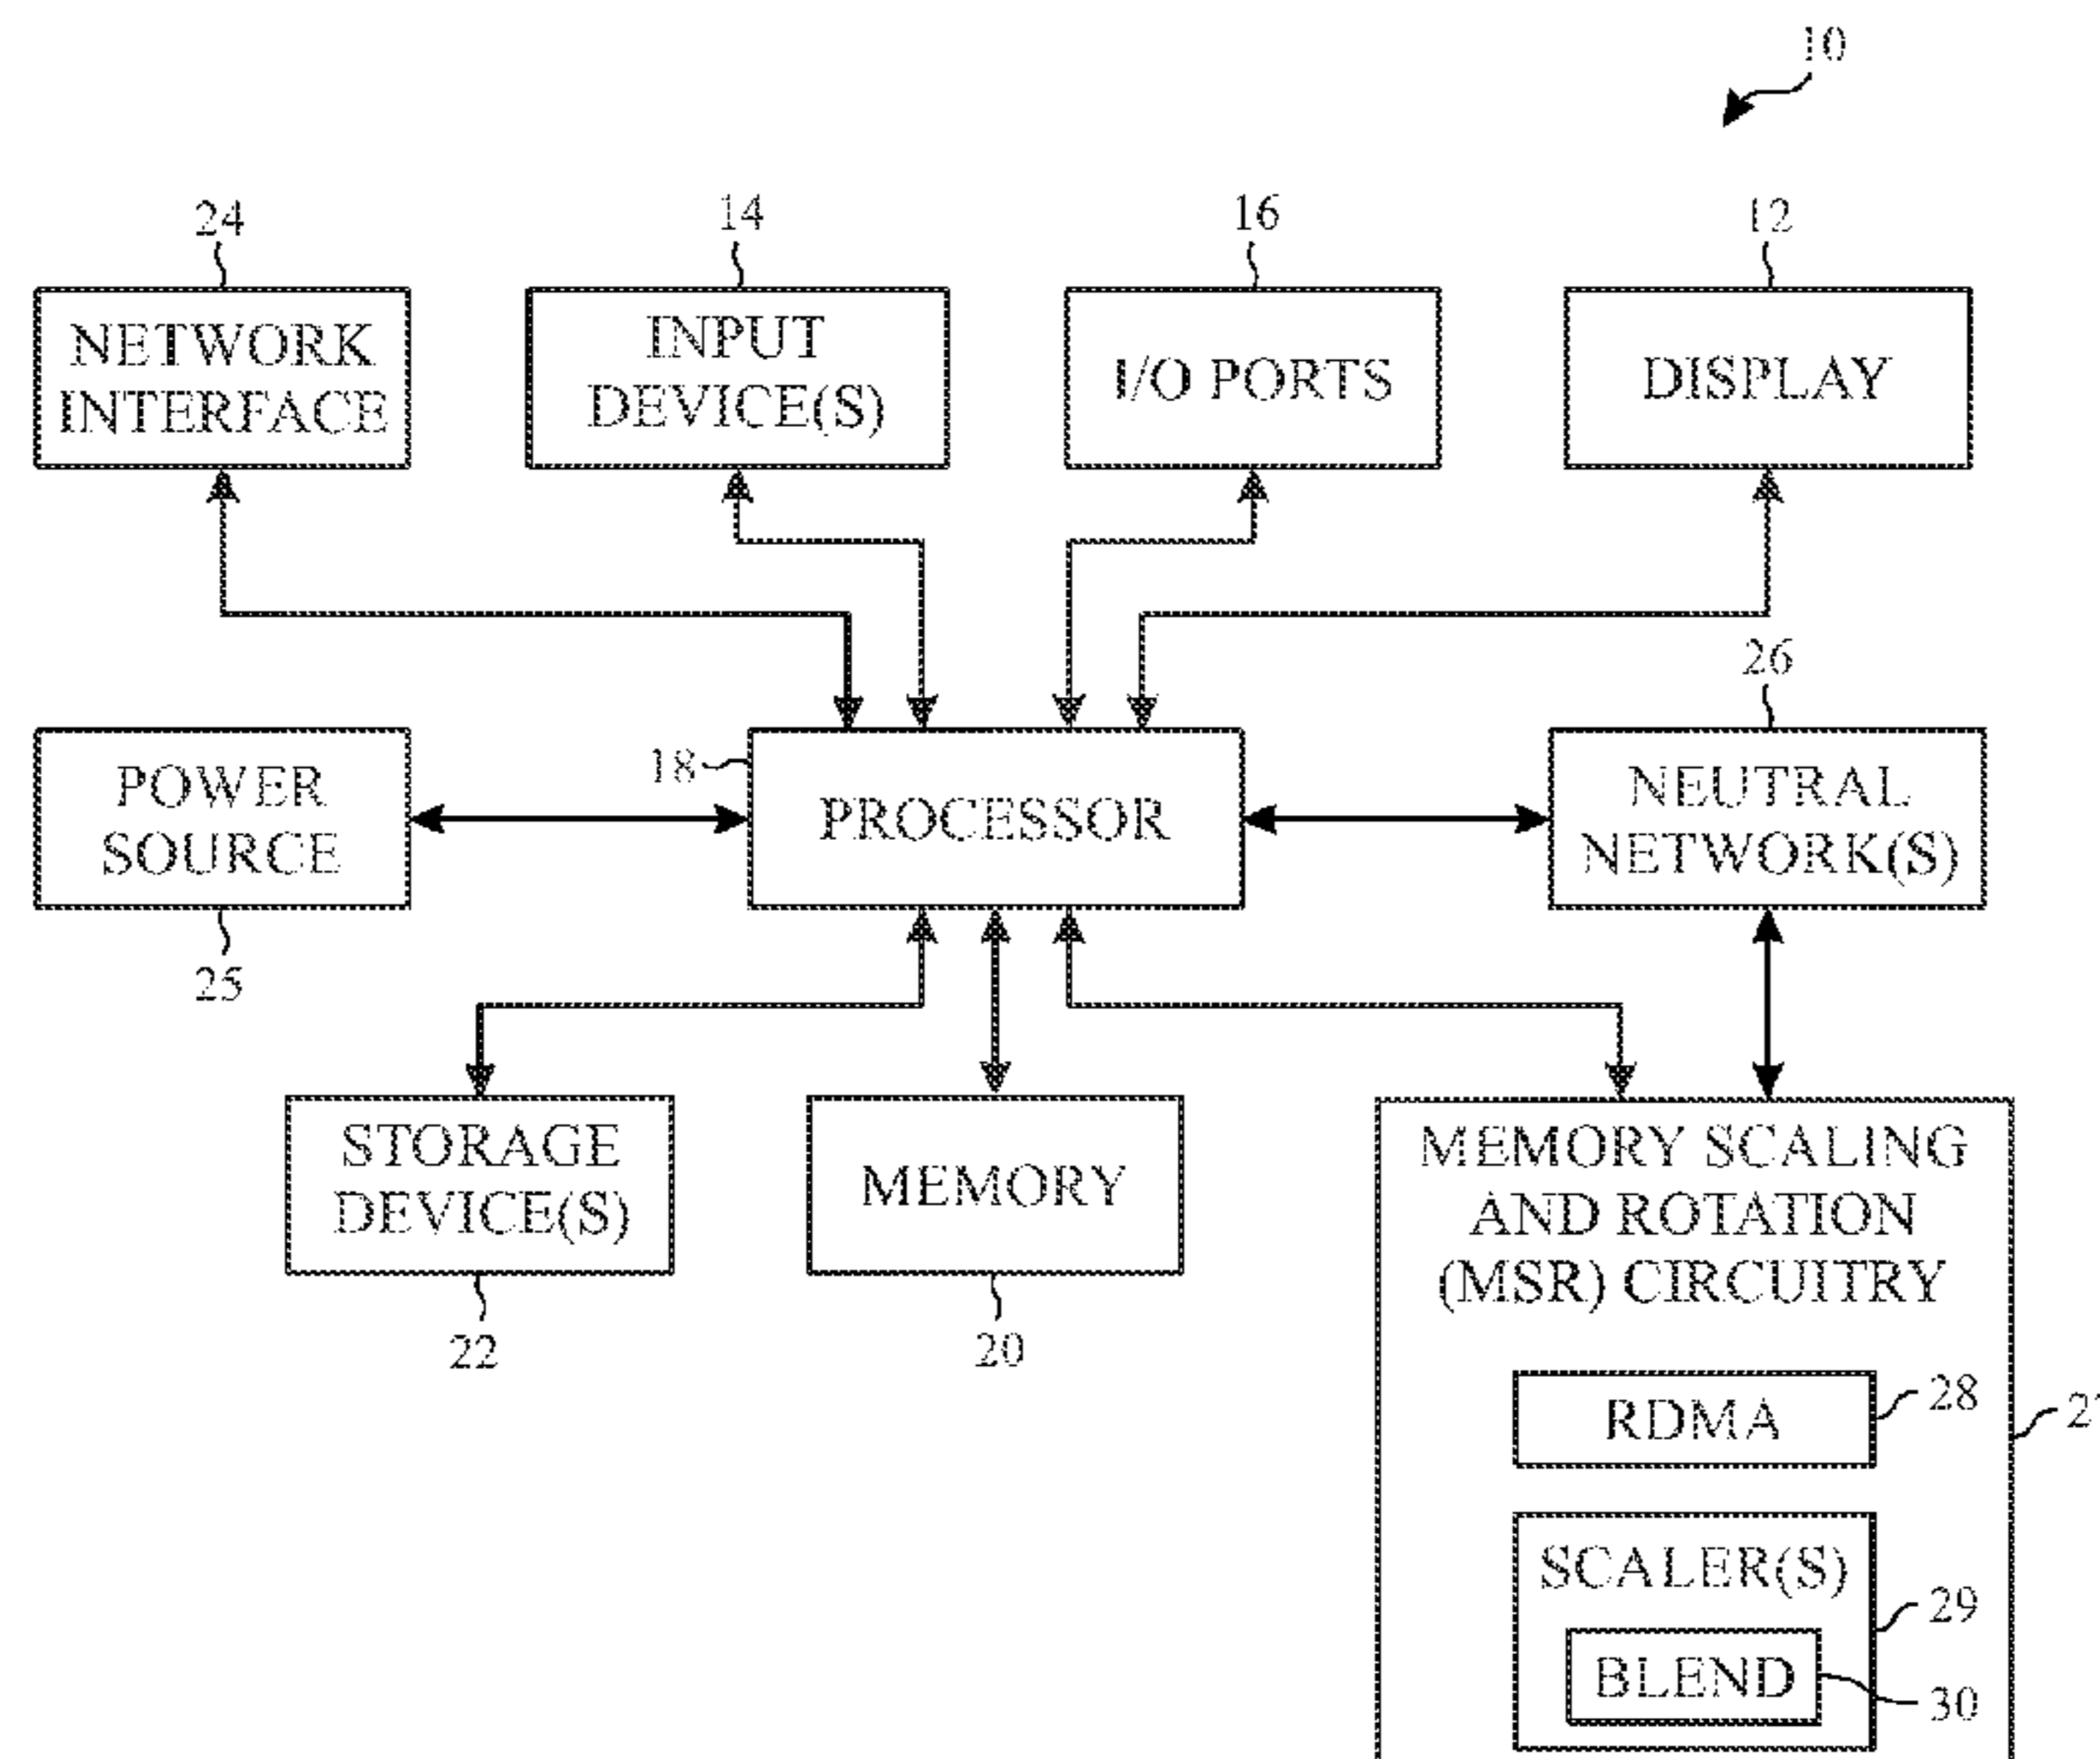 10
24
14
16
12
NETWORK
INTERFACE
INPUT
DEVICE(S)
I/O PORTS
DISPLAY
26
POWER
SOURCE
18
PROCESSOR
NEUTRAL
NETWORK(S)
25
STORAGE
DEVICE(S)
MEMORY
MEMORY SCALING
AND ROTATION
(MSR) CIRCUITRY
22
20
RDMA
28
SCALER(S)
29
BLEND
30